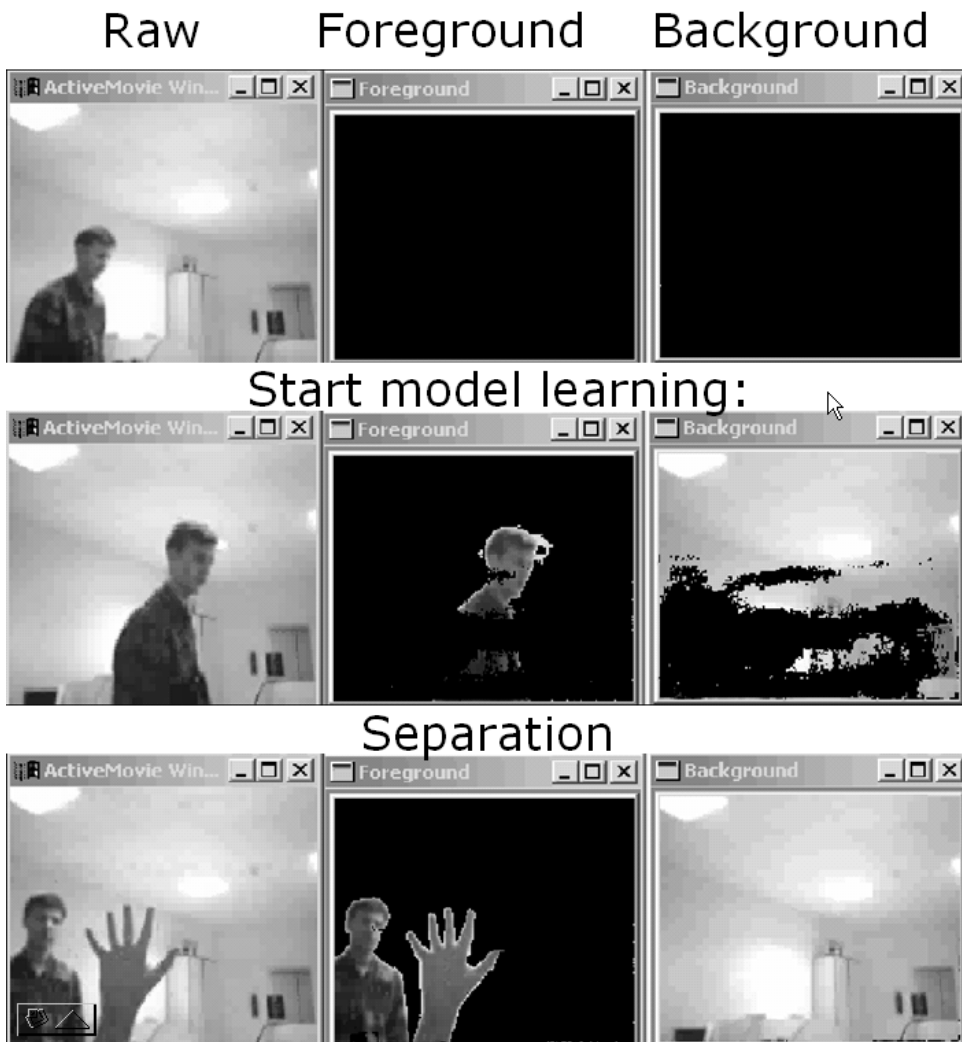 Raw Foreground Background
ActiveMovie Win... Foreground Background
Start model learning:
ActiveMovie Win... Foreground Background
Separation
ActiveMovie Win... Foreground Background